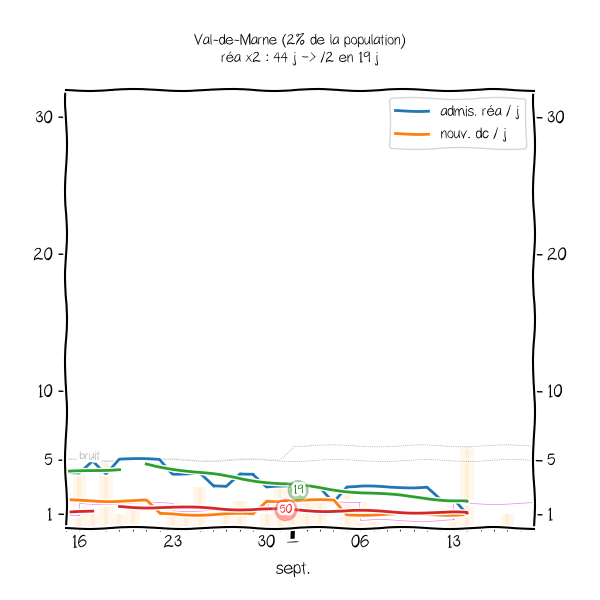 Val-de-Marne (2% de la population)
réa x2 : 44 j -> /2 en 19 j
admis. réa / j
nouv. dc / j
30 30
20 20
10 10
bruit
5 5
19
50
1 1
16 23 30 06 13
sept.